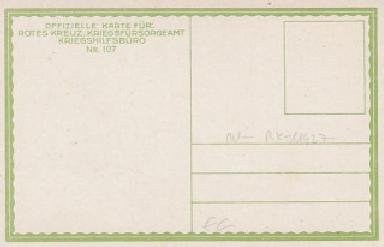 OFFIZIELLE KARTE FÜR:
ROTES KREUZ, KRIEGSFÜRSORGEAMT
KRIEGSHILFSBÜRO
Nr. 107